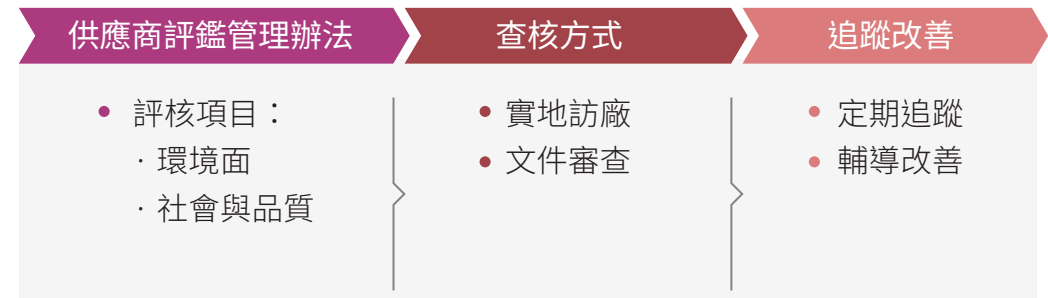 供應商評鑑管理辦法
查核方式
追蹤改善
• 評核項目：
· 環境面
· 社會與品質
• 實地訪廠
• 文件審查
• 定期追蹤
• 輔導改善